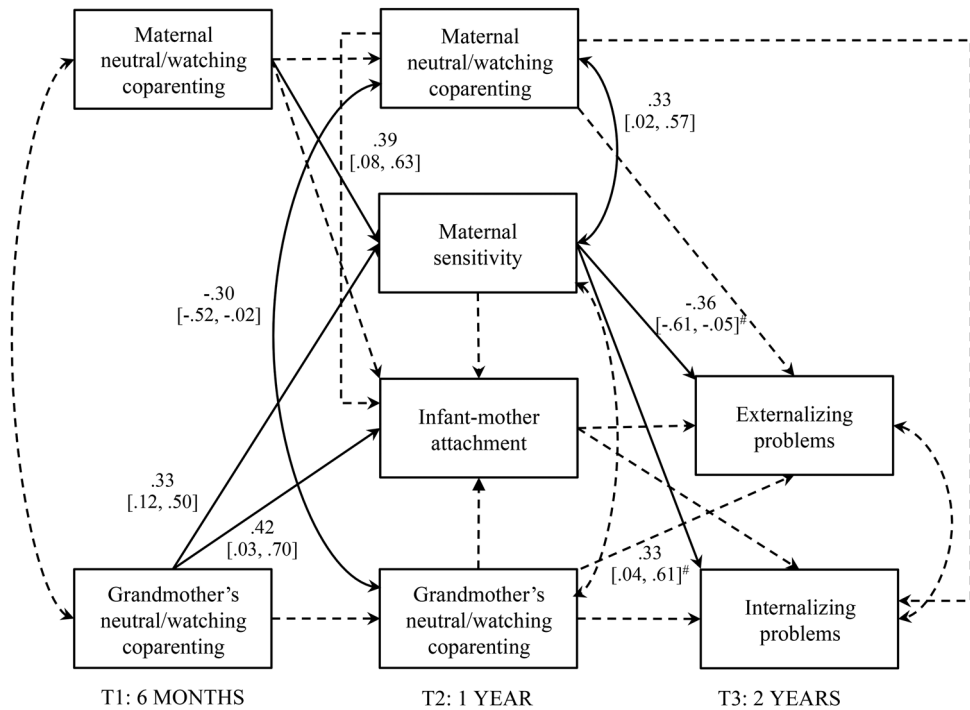 Maternal
neutral/watching
coparenting
Maternal
neutral/watching
coparenting
.33
[.02, .57]
.39
[.08, .63]
Maternal
sensitivity
-.30
[-.52, -.02]
-.36
[-.61, -.05]#
Infant-mother
attachment
Externalizing
problems
.33
[.12, .50]
.42
[.03, .70]
.33
[.04, .61]#
Grandmother’s
neutral/watching
coparenting
Grandmother’s
neutral/watching
coparenting
Internalizing
problems
T1: 6 MONTHS
T2: 1 YEAR
T3: 2 YEARS